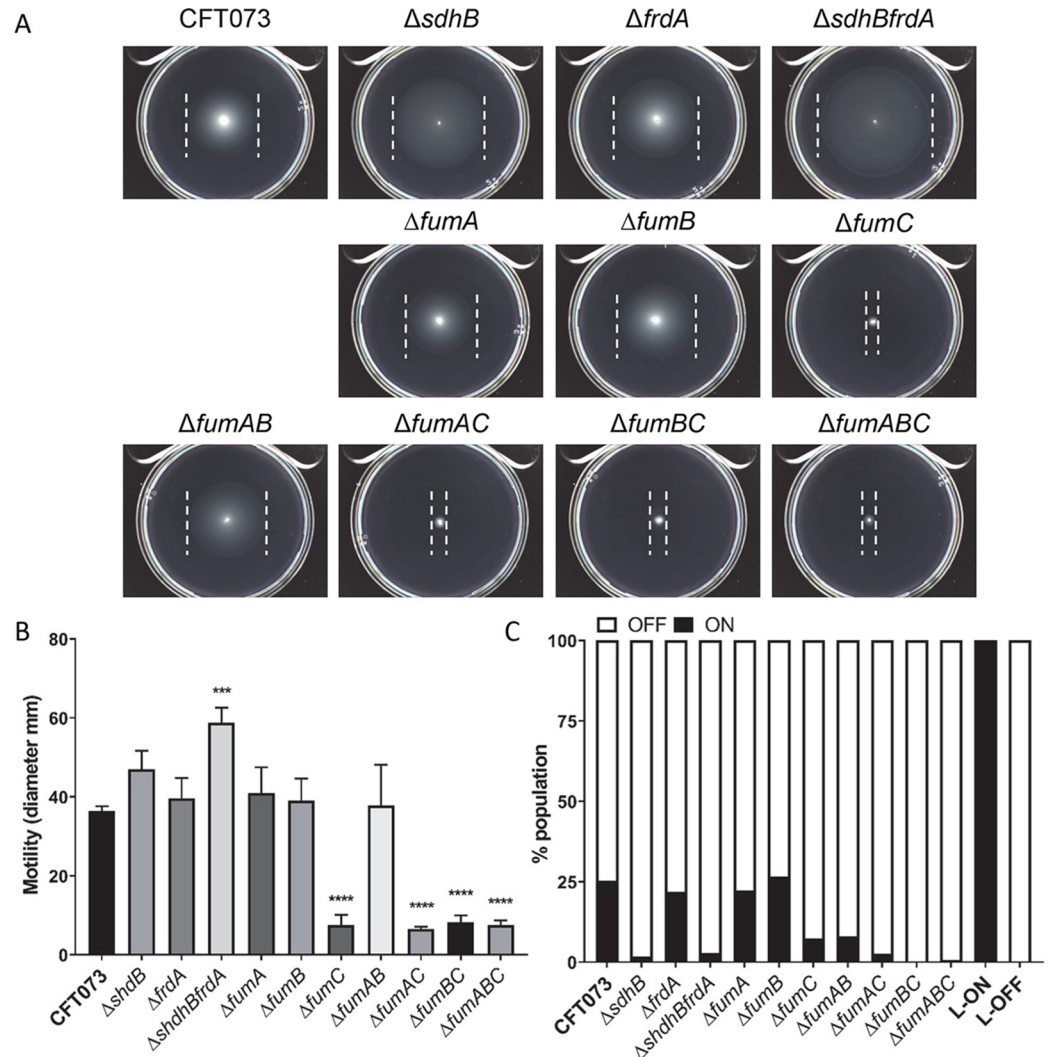 A
CFT073 ΔsdhB ΔfrdA ΔsdhBfrdA
ΔfumA ΔfumB ΔfumC
ΔfumAB ΔfumAC ΔfumBC ΔfumABC
B
80
60
40
20
0
Motility (diameter mm)
***
**** **** **** ****
CFT073 ΔshdB ΔfrdA ΔshdhBfrdA ΔfumA ΔfumB ΔfumC ΔfumAB ΔfumAC ΔfumBC ΔfumABC
C
OFF ON
100
75
50
25
0
% population
CFT073 ΔsdhB ΔfrdA ΔshdhBfrdA ΔfumA ΔfumB ΔfumC ΔfumAB ΔfumAC ΔfumBC ΔfumABC L-ON L-OFF